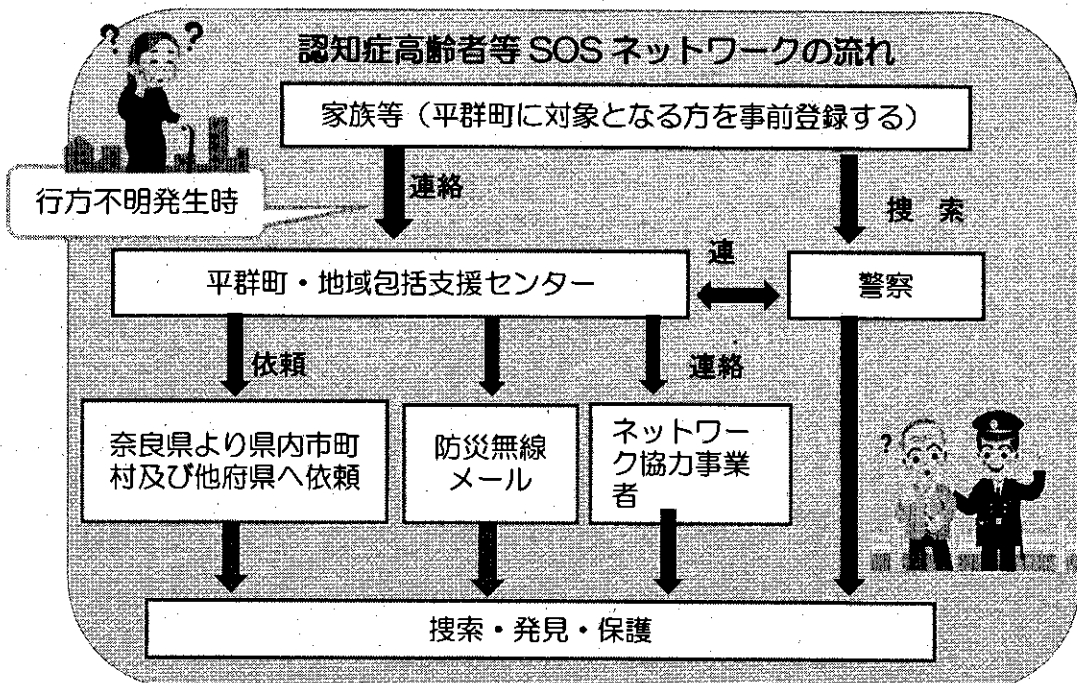 ? ?
認知症高齢者等 SOS ネットワークの流れ
家族等（平群町に対象となる方を事前登録する）
行方不明発生時
連絡
捜 索
平群町・地域包括支援センター
連
警察
依頼
連絡
奈良県より県内市町
村及び他府県へ依頼
防災無線
メール
ネットワー
ク協力事業
者
?
捜索・発見・保護